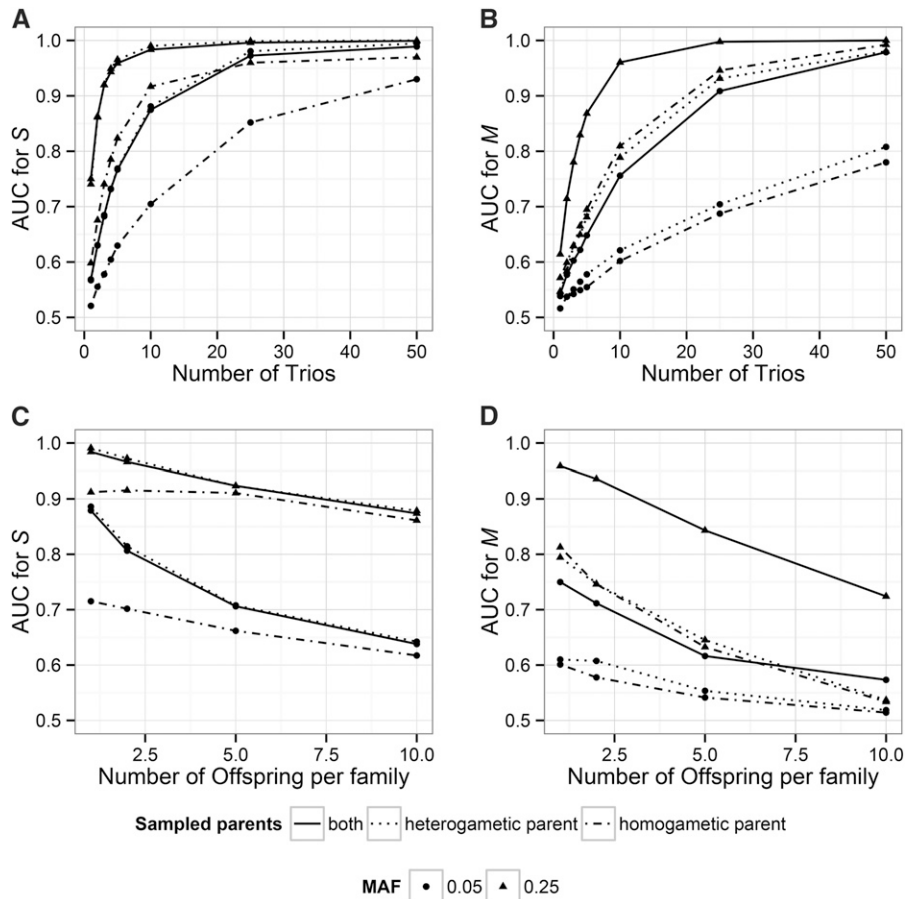 A
AUC for S
1.0
0.9
0.8
0.7
0.6
0.5
0 10 20 30 40 50
Number of Trios
B
AUC for M
1.0
0.9
0.8
0.7
0.6
0.5
0 10 20 30 40 50
Number of Trios
C
AUC for S
1.0
0.9
0.8
0.7
0.6
0.5
2.5 5.0 7.5 10.0
Number of Offspring per family
D
AUC for M
1.0
0.9
0.8
0.7
0.6
0.5
2.5 5.0 7.5 10.0
Number of Offspring per family
Sampled parents both heterogametic parent homogametic parent
MAF 0.05 0.25